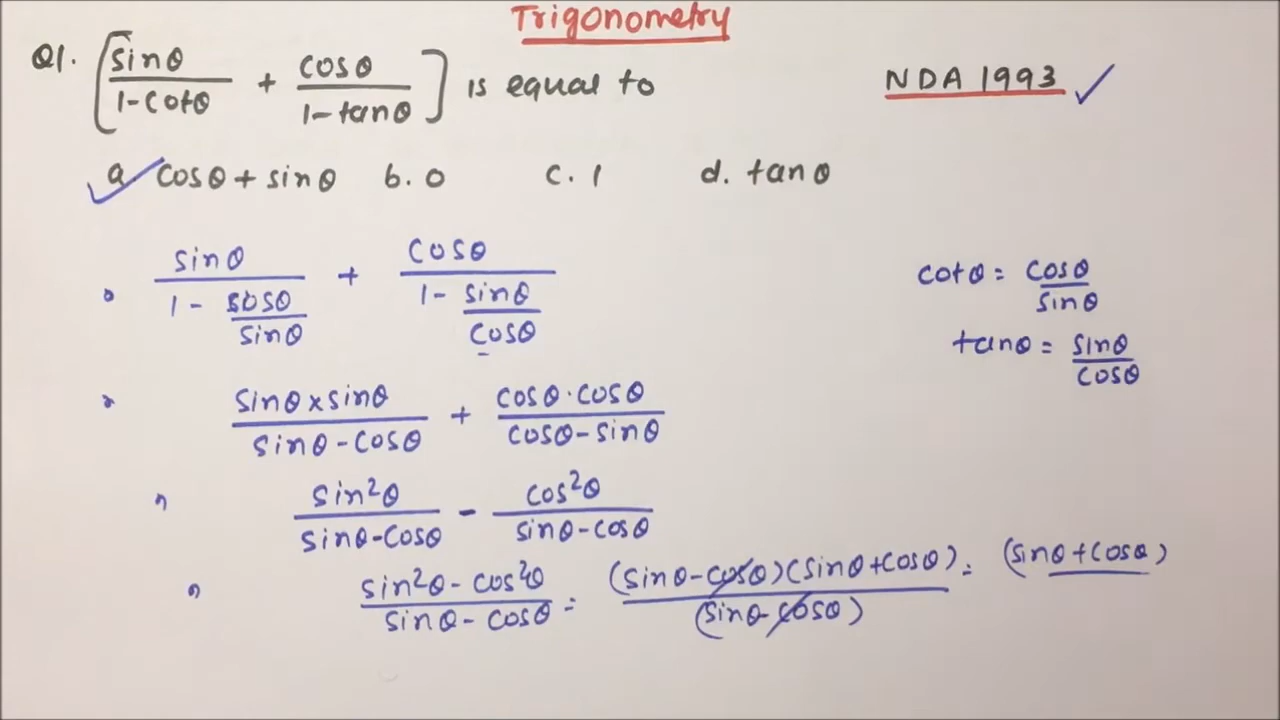 Trigonometry
Q1. [sinθ/1-cotθ + cosθ/1-tanθ] is equal to
NDA 1993
a. cosθ + sinθ b. 0 c. 1 d. tanθ
sinθ/(1 - cosθ/sinθ) + cosθ/(1 - sinθ/cosθ)
cotθ = cosθ/sinθ
tanθ = sinθ/cosθ
sinθ × sinθ/sinθ - cosθ + cosθ · cosθ/cosθ - sinθ
sin²θ/sinθ - cosθ - cos²θ/sinθ - cosθ
sin²θ - cos²θ/sinθ - cosθ = (sinθ - cosθ)(sinθ + cosθ)/(sinθ - cosθ) = (sinθ + cosθ)